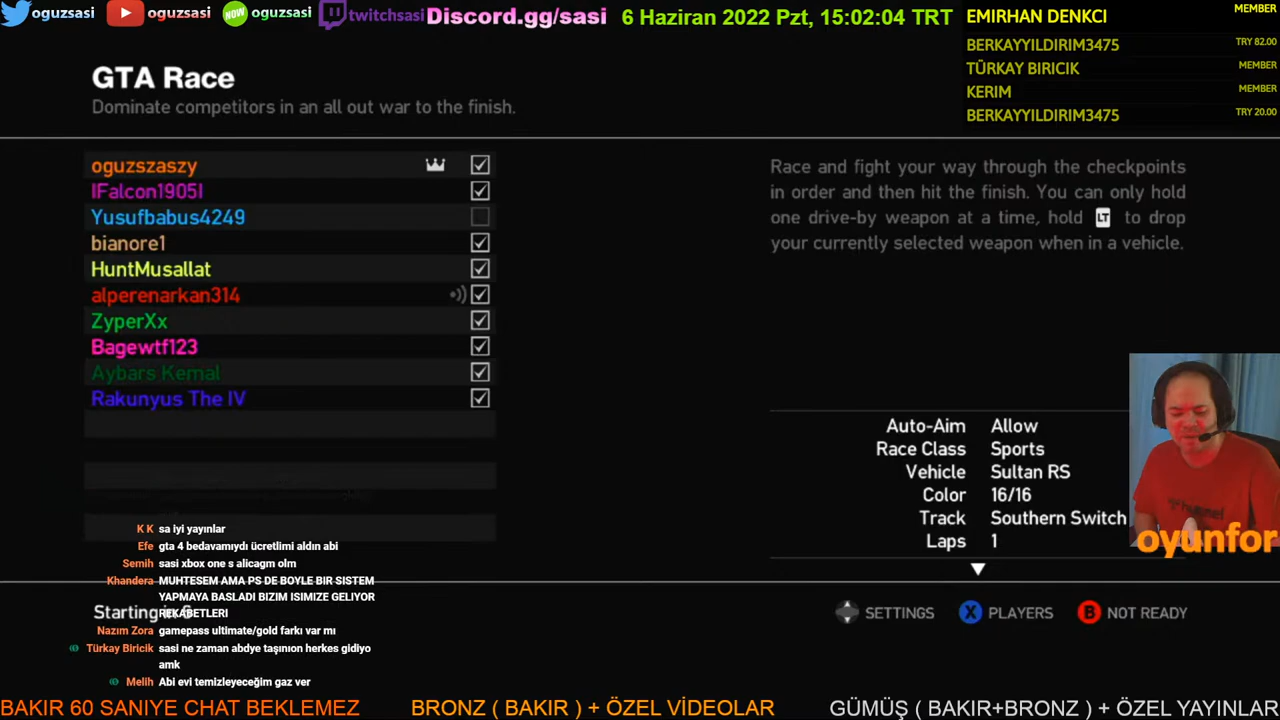 oguzsasi oguzsasi NOW oguzsasi twitchsasi Discord.gg/sasi 6 Haziran 2022 Pzt, 15:02:04 TRT
EMIRHAN DENKCI MEMBER
BERKAYYILDIRIM3475 TRY 82.00
TÜRKAY BIRICIK MEMBER
KERIM MEMBER
BERKAYYILDIRIM3475 TRY 20.00
GTA Race
Dominate competitors in an all out war to the finish.
oguzszaszy
IFalcon1905I
Yusufbabus4249
bianore1
HuntMusallat
alperenarkan314
ZyperXx
Bagewtf123
Aybars Kemal
Rakunyus The IV
Race and fight your way through the checkpoints
in order and then hit the finish. You can only hold
one drive-by weapon at a time, hold LT to drop
your currently selected weapon when in a vehicle.
Auto-Aim Allow
Race Class Sports
Vehicle Sultan RS
Color 16/16
Track Southern Switch
Laps 1
oyunfor
K K sa iyi yayınlar
Efe gta 4 bedavamıydı ücretlimi aldın abi
Semih sasi xbox one s alicagm olm
Khandera MUHTESEM AMA PS DE BOYLE BIR SISTEM
YAPMAYA BASLADI BIZIM ISIMIZE GELIYOR
REKABETLERI
Starting in
Nazım Zora gamepass ultimate/gold farkı var mı
Türkay Biricik sasi ne zaman abdye taşınıon herkes gidiyo
amk
Melih Abi evi temizleyeceğim gaz ver
SETTINGS X PLAYERS B NOT READY
BAKIR 60 SANIYE CHAT BEKLEMEZ BRONZ ( BAKIR ) + ÖZEL VİDEOLAR GÜMÜŞ ( BAKIR+BRONZ ) + ÖZEL YAYINLAR